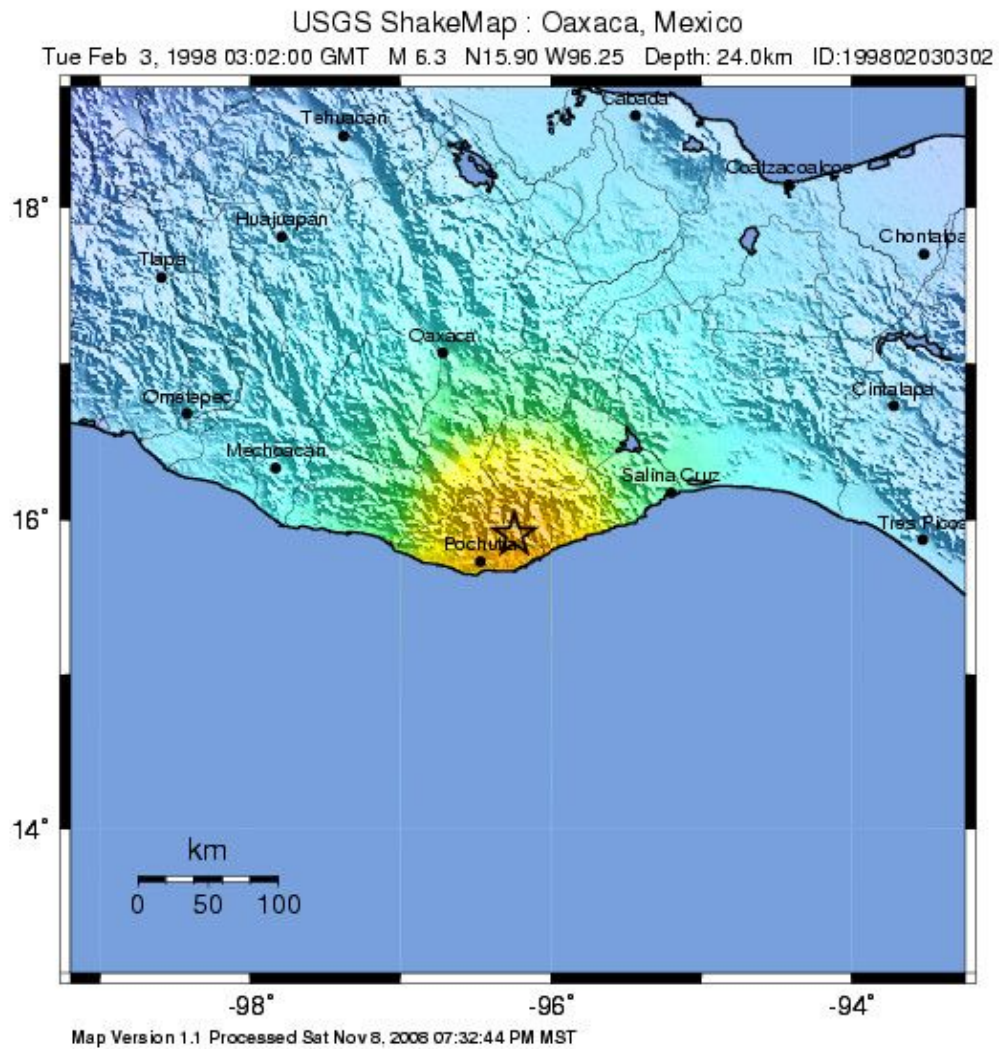 USGS ShakeMap : Oaxaca, Mexico
Tue Feb 3, 1998 03:02:00 GMT M 6.3 N15.90 W96.25 Depth: 24.0km ID:199802030302
Cabada
Tehuacan
Coatzacoalcos
18°
Huajuapan
Chontalpa
Tlapa
Oaxaca
Ometepec
Cintalapa
Mechoacan
Salina Cruz
16°
Tres Picos
Pochutla
14°
km
0 50 100
-98° -96° -94°
Map Version 1.1 Processed Sat Nov 8, 2008 07:32:44 PM MST